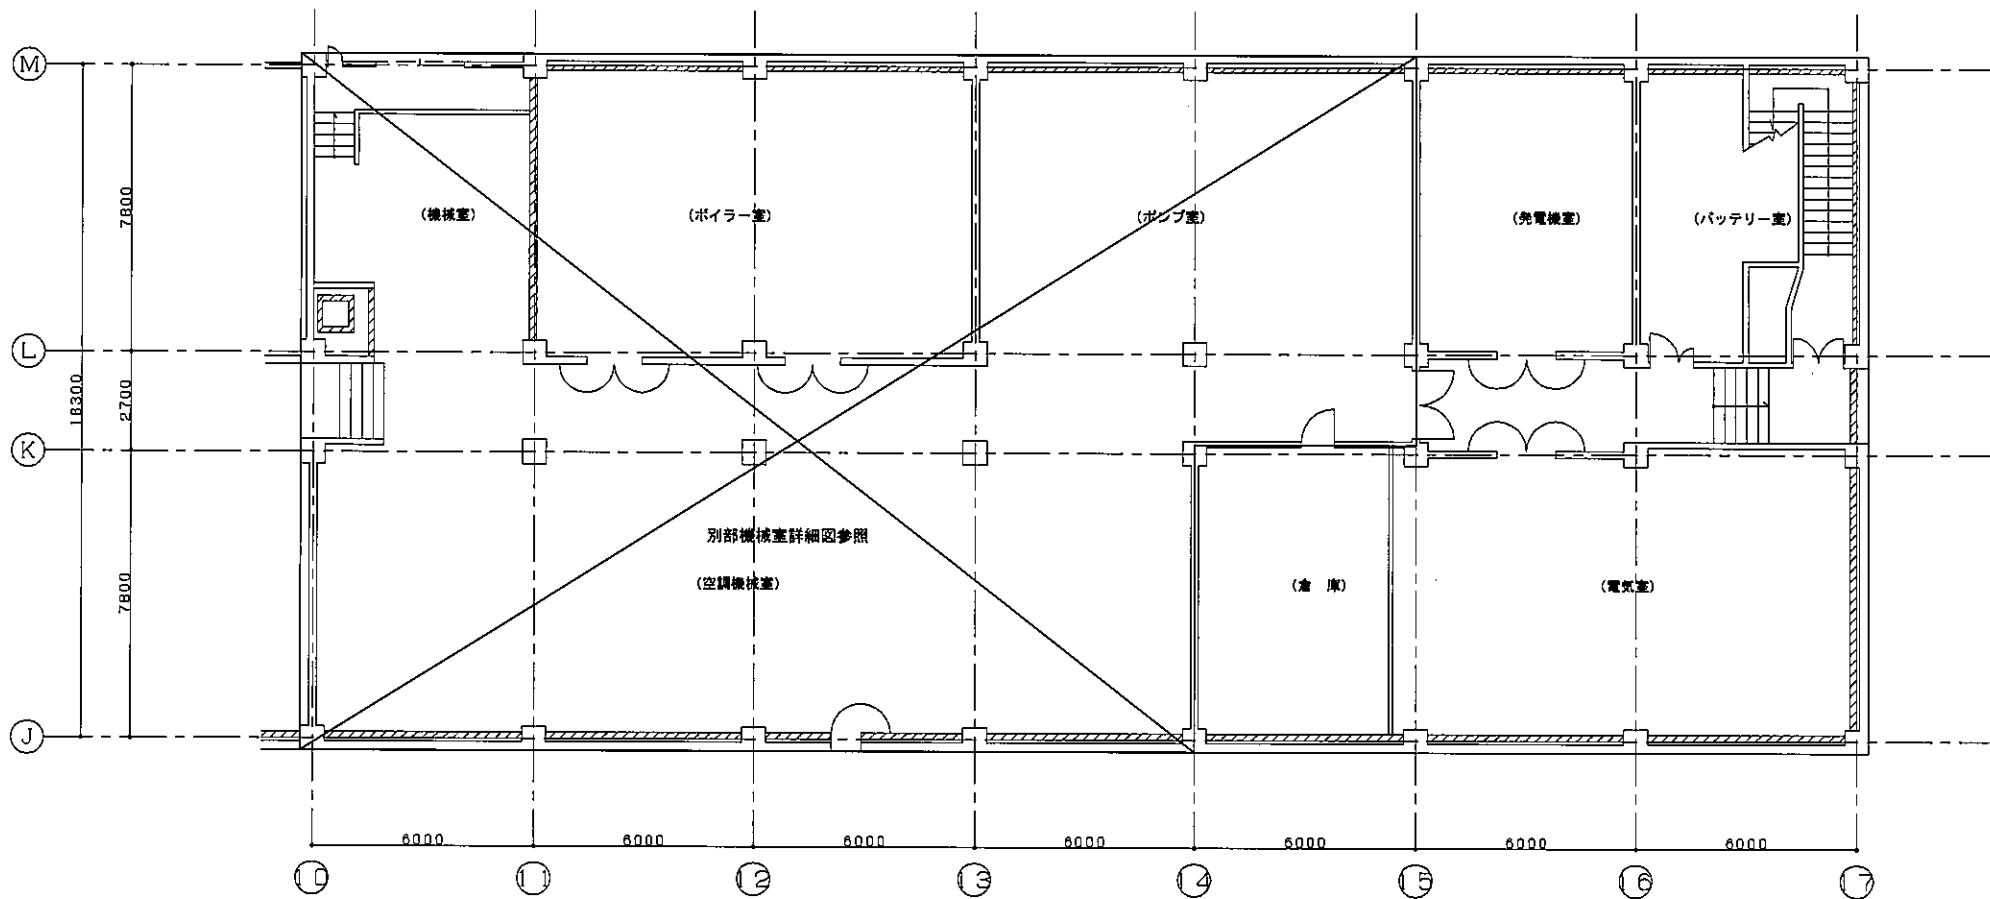 M
L
K
J
7800
2700
7800
18300
(機械室)
(ボイラー室)
(ポンプ室)
(発電機室)
(バッテリー室)
別部機械室詳細図参照
(空調機械室)
(倉 庫)
(電気室)
6000
6000
6000
6000
6000
6000
6000
10
11
12
13
14
15
16
17